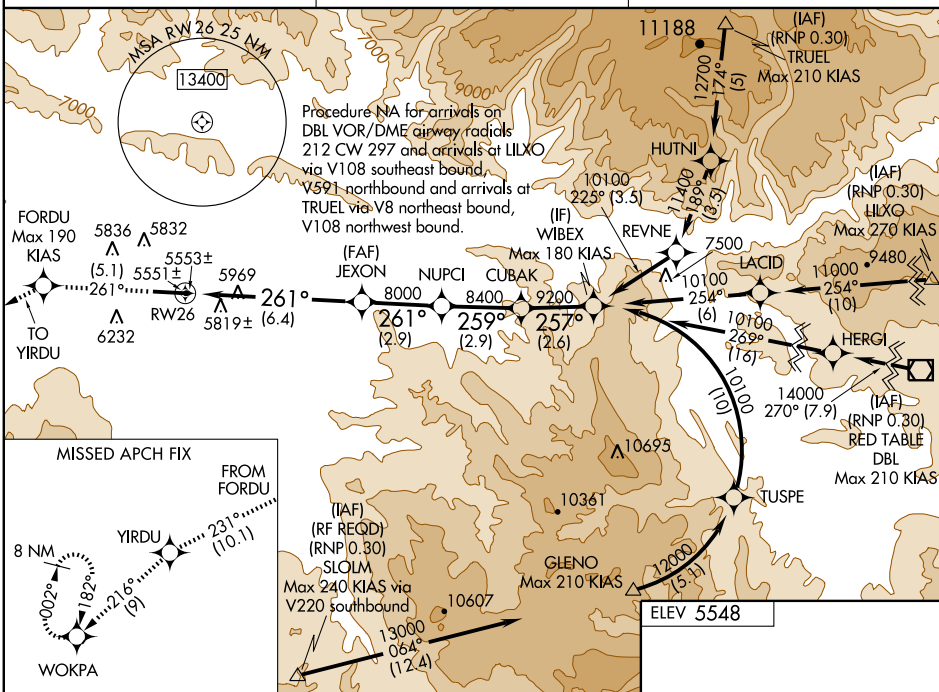 MSA RW 26 25 NM
13400
7000
7000
9000
11188
(IAF)
(RNP 0.30)
TRUEL
Max 210 KIAS
12700
174°
(5)
Procedure NA for arrivals on
DBL VOR/DME airway radials
212 CW 297 and arrivals at LILXO
via V108 southeast bound,
V591 northbound and arrivals at
TRUEL via V8 northeast bound,
V108 northwest bound.
HUTNI
11400
189°
(3.5)
10100
225° (3.5)
(IAF)
(RNP 0.30)
LILXO
Max 270 KIAS
9480
FORDU
Max 190
KIAS
5836
5832
(5.1)
261°
5551±
5553±
5969
RW26
5819±
6232
TO
YIRDU
261°
(6.4)
(FAF)
JEXON
8000
261°
(2.9)
NUPCI
8400
259°
(2.9)
CUBAK
9200
257°
(2.6)
(IF)
WIBEX
Max 180 KIAS
REVNE
7500
10100
254°
(6)
LACID
11000
254°
(10)
10100
269°
(16)
HERGI
14000
270° (7.9)
(IAF)
(RNP 0.30)
RED TABLE
DBL
Max 210 KIAS
10100
(10)
TUSPE
10695
10361
GLENO
Max 210 KIAS
12000
(5.1)
(IAF)
(RF REQD)
(RNP 0.30)
SLOLM
Max 240 KIAS via
V220 southbound
10607
13000
064°
(12.4)
MISSED APCH FIX
FROM
FORDU
231°
(10.1)
YIRDU
8 NM
002°
182°
216°
(9)
WOKPA
ELEV 5548